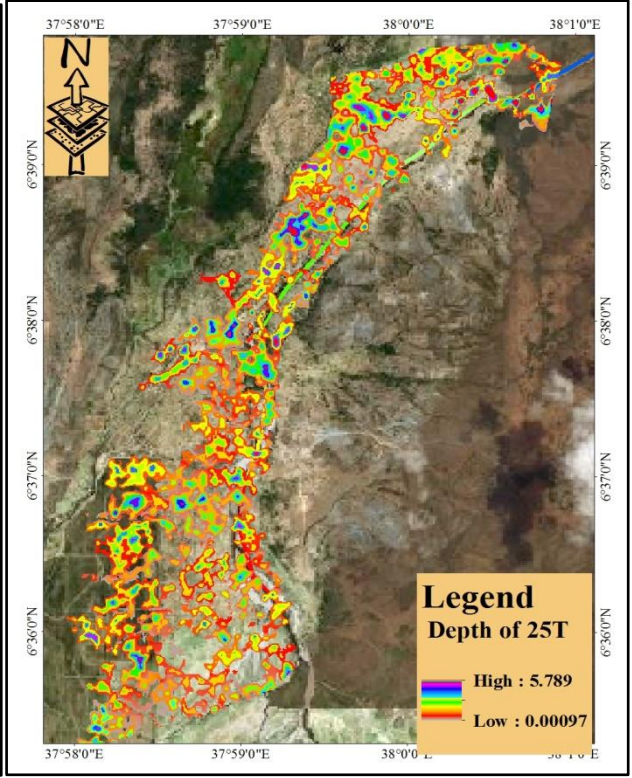 37°58'0"E 37°59'0"E 38°0'0"E 38°1'0"E
N
6°39'0"N 6°39'0"N
6°38'0"N 6°38'0"N
6°37'0"N 6°37'0"N
6°36'0"N 6°36'0"N
Legend
Depth of 25T
High : 5.789
Low : 0.00097
37°58'0"E 37°59'0"E 38°0'0"E